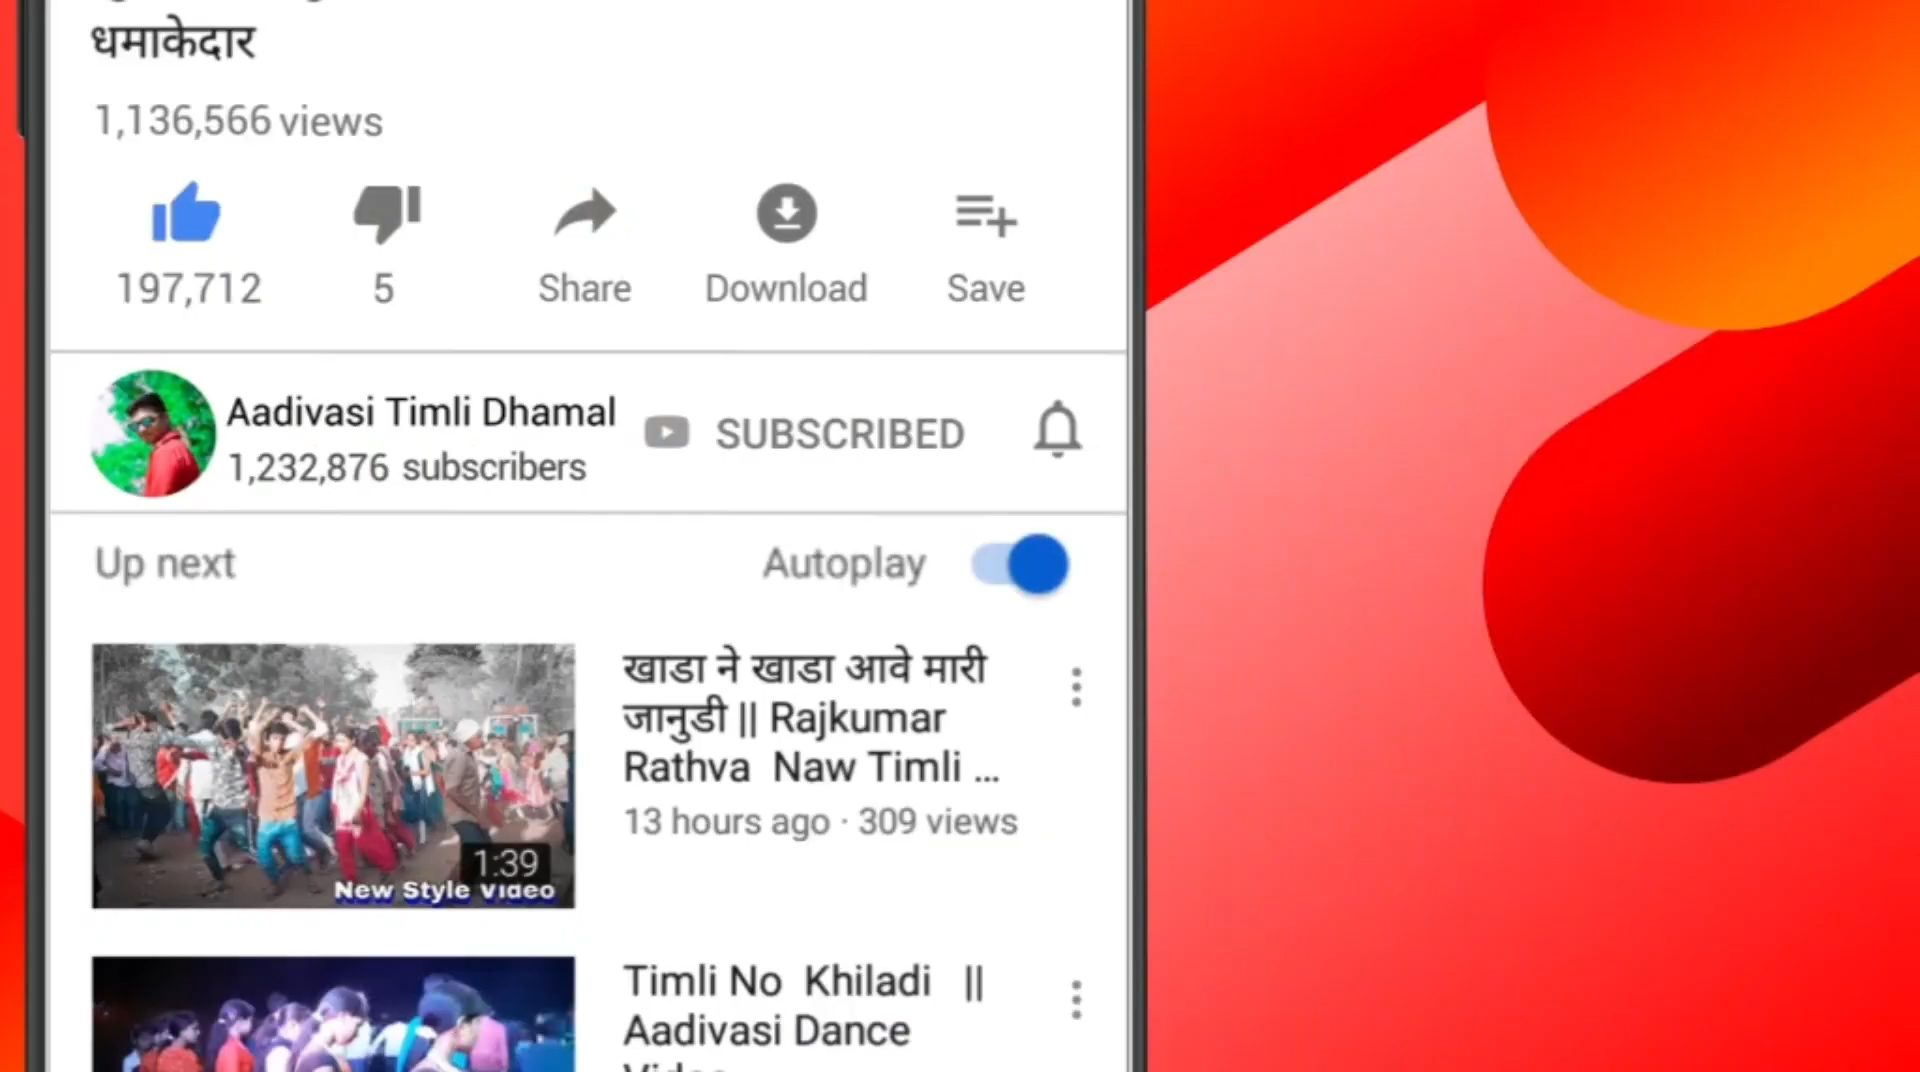 धमाकेदार
1,136,566 views
197,712 5 Share Download Save
Aadivasi Timli Dhamal
1,232,876 subscribers
SUBSCRIBED
Up next Autoplay
खाडा ने खाडा आवे मारी
जानुडी || Rajkumar
Rathva Naw Timli ...
13 hours ago · 309 views
1:39
New Style Video
Timli No Khiladi ||
Aadivasi Dance
Video